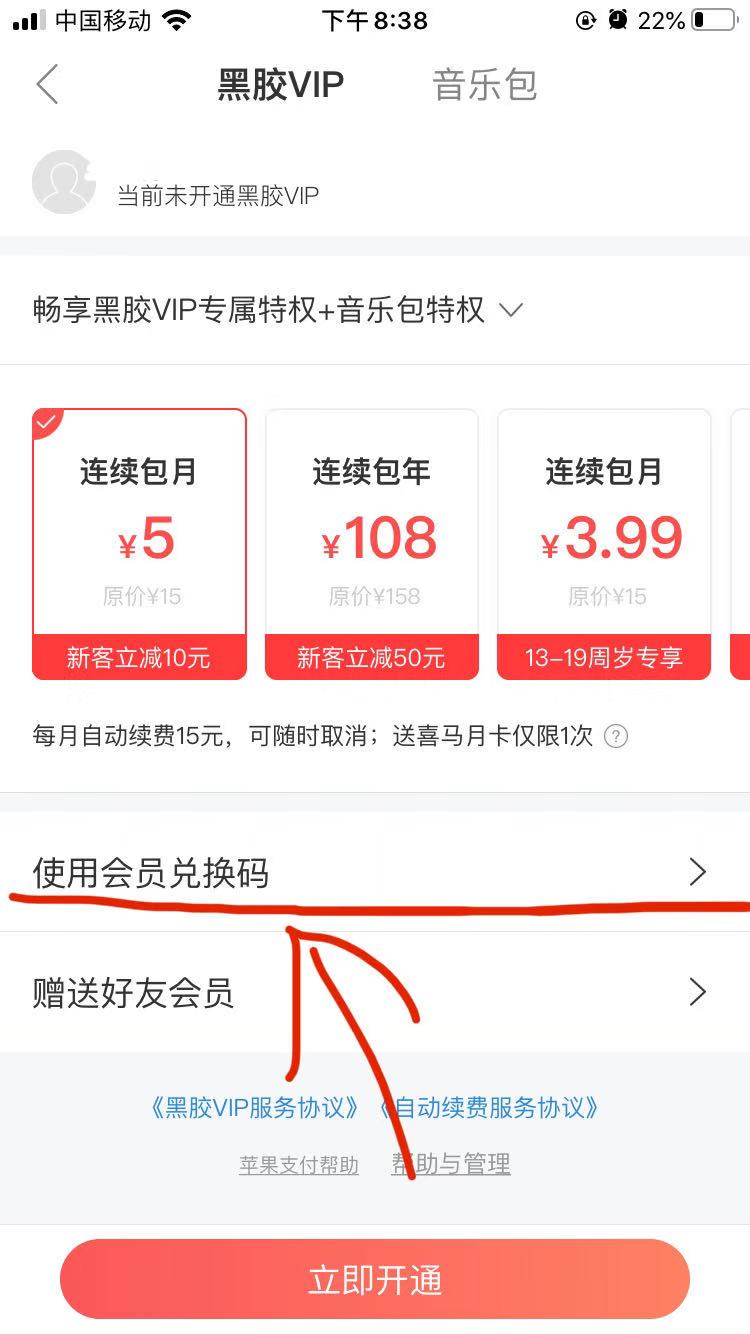 中国移动 下午8:38 22%
黑胶VIP 音乐包
当前未开通黑胶VIP
畅享黑胶VIP专属特权+音乐包特权
连续包月 连续包年 连续包月
¥5 ¥108 ¥3.99
原价¥15 原价¥158 原价¥15
新客立减10元 新客立减50元 13-19周岁专享
每月自动续费15元，可随时取消；送喜马月卡仅限1次 ?
使用会员兑换码
赠送好友会员
《黑胶VIP服务协议》《自动续费服务协议》
苹果支付帮助 帮助与管理
立即开通